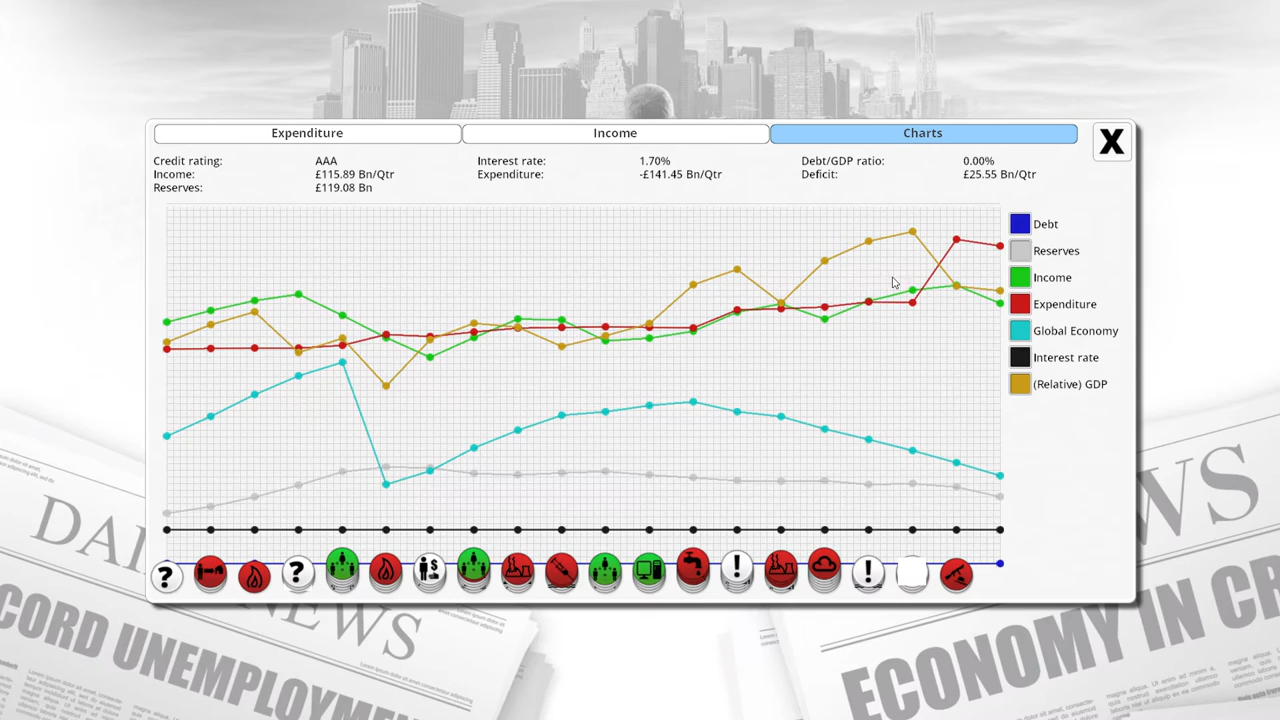 Expenditure Income Charts
X
Credit rating: AAA Interest rate: 1.70% Debt/GDP ratio: 0.00%
Income: £115.89 Bn/Qtr Expenditure: -£141.45 Bn/Qtr Deficit: £25.55 Bn/Qtr
Reserves: £119.08 Bn
Debt
Reserves
Income
Expenditure
Global Economy
Interest rate
(Relative) GDP
? ? ! !
DAI
NEWS
CORD UNEMPLOYM
WS
ECONOMY IN CR